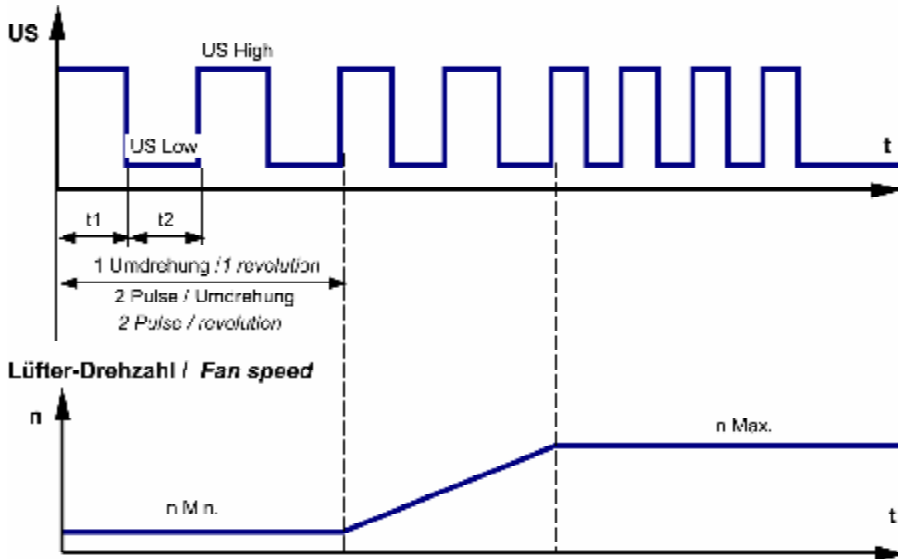 US
US High
US Low
t
t1
t2
1 Umdrehung / 1 revolution
2 Pulse / Umdrehung
2 Pulse / revolution
Lüfter-Drehzahl / Fan speed
n
n Max.
n Min.
t